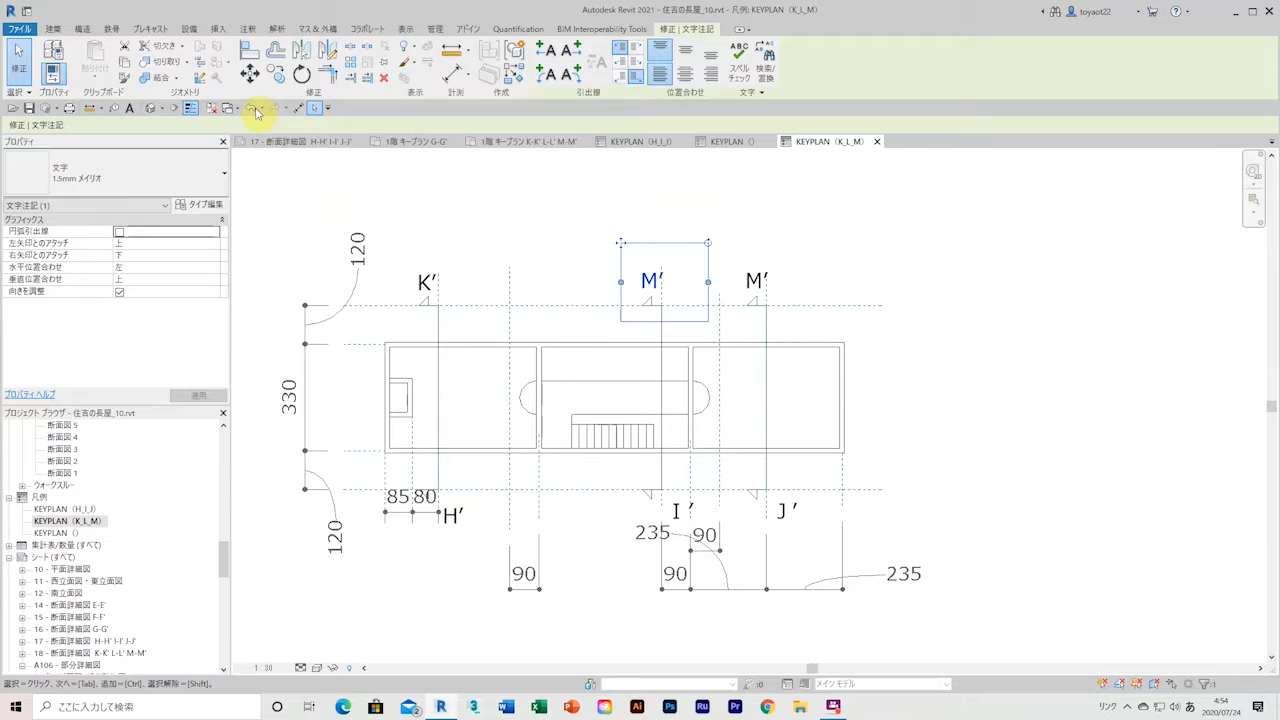 Autodesk Revit 2021 - 住吉の長屋_10.rvt - 凡例: KEYPLAN (K_L_M)
toyaot22
ファイル 建築 構造 鉄骨 プレキャスト 設備 挿入 注釈 解析 マス & 外構 コラボレート 表示 管理 アドイン Quantification BIM Interoperability Tools 修正 | 文字注記
修正 貼り付け 切欠き 切り取り 結合 スペルチェック 検索/置換
選択 プロパティ クリップボード ジオメトリ 修正 表示 計測 作成 引出線 位置合わせ 文字
修正 | 文字注記
プロパティ
17 - 断面詳細図 H-H' I-I' J-J' 1階 キープラン G-G' 1階 キープラン K-K' L-L' M-M' KEYPLAN (H_I_J) KEYPLAN () KEYPLAN (K_L_M)
文字
1.5mm メイリオ
文字注記 (1) タイプ編集
グラフィックス
円弧引出線
左矢印とのアタッチ 上
右矢印とのアタッチ 下
水平位置合わせ 左
垂直位置合わせ 上
向きを調整
プロパティ ヘルプ 適用
プロジェクト ブラウザ - 住吉の長屋_10.rvt
断面図 5
断面図 4
断面図 3
断面図 2
断面図 1
ウォークスルー
凡例
KEYPLAN (H_I_J)
KEYPLAN (K_L_M)
KEYPLAN ()
集計表/数量 (すべて)
シート (すべて)
10 - 平面詳細図
11 - 西立面図・東立面図
12 - 南立面図
14 - 断面詳細図 E-E'
15 - 断面詳細図 F-F'
16 - 断面詳細図 G-G'
17 - 断面詳細図 H-H' I-I' J-J'
18 - 断面詳細図 K-K' L-L' M-M'
A106 - 部分詳細図
120
K' M' M'
330
85 80
H' I ' J '
120
235 90
90 90 235
1 : 30
選択=クリック, 次へ=[Tab], 追加=[Ctrl], 選択解除=[Shift]。
:0
メイン モデル
:1
ここに入力して検索
リンク
あ
4:54
2020/07/24